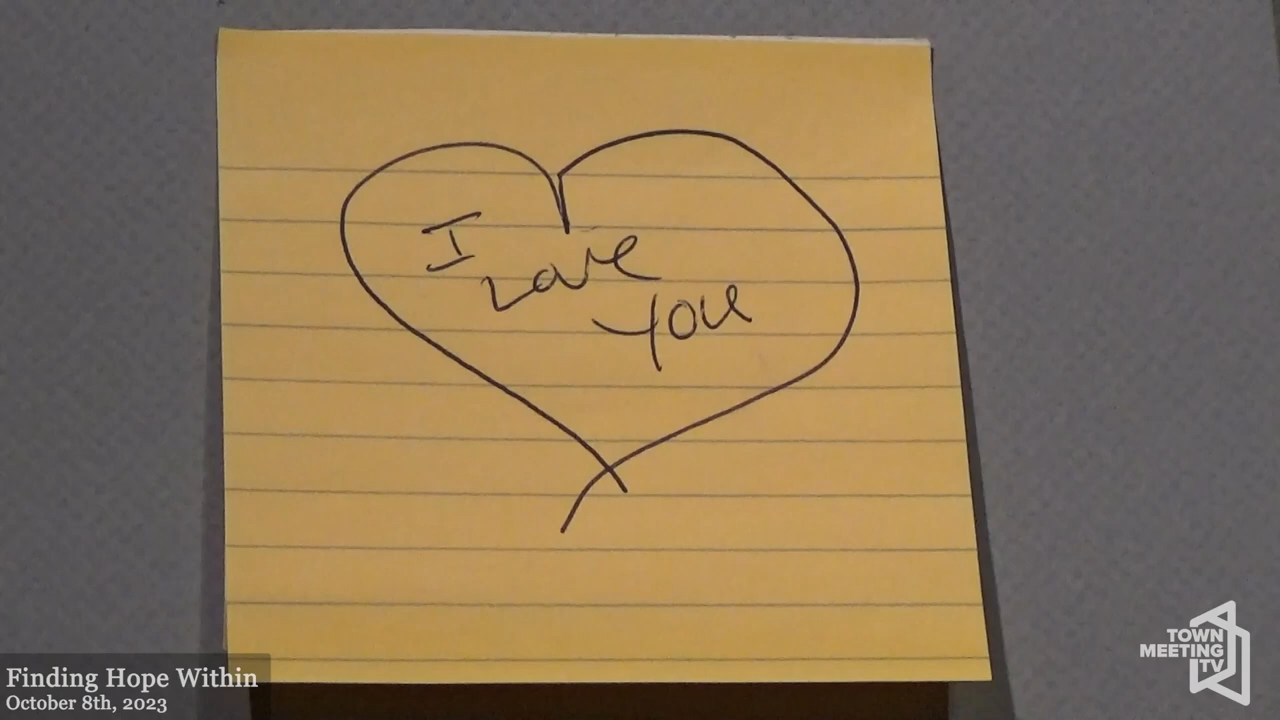 I
Love
You
Finding Hope Within
October 8th, 2023
TOWN
MEETING
TV